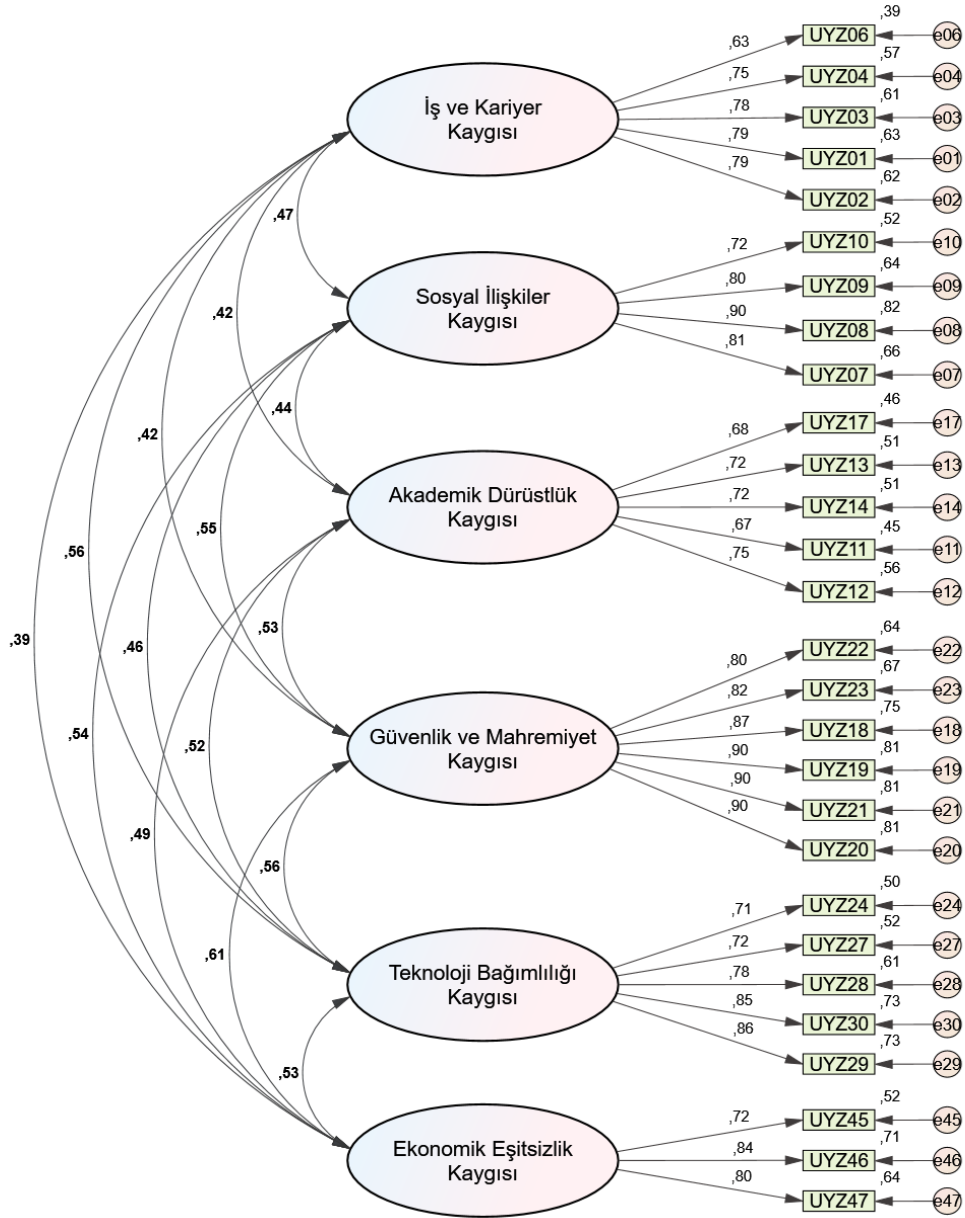 ,39
UYZ06
e06
,63
,57
UYZ04
e04
,75
,61
İş ve Kariyer
Kaygısı
,78
UYZ03
e03
,63
,79
UYZ01
e01
,79
,62
UYZ02
e02
,47
,52
,72
UYZ10
e10
,64
Sosyal İlişkiler
Kaygısı
,80
UYZ09
e09
,82
,90
UYZ08
e08
,81
,66
UYZ07
e07
,42
,44
,42
,46
,68
UYZ17
e17
,51
,72
UYZ13
e13
,51
Akademik Dürüstlük
Kaygısı
,72
UYZ14
e14
,45
,67
UYZ11
e11
,56
,75
UYZ12
e12
,55
,56
,53
,39
,46
,64
,80
UYZ22
e22
,67
,82
UYZ23
e23
,75
Güvenlik ve Mahremiyet
Kaygısı
,87
UYZ18
e18
,81
,90
UYZ19
e19
,81
,90
UYZ21
e21
,81
,90
UYZ20
e20
,54
,52
,49
,56
,61
,50
,71
UYZ24
e24
,52
,72
UYZ27
e27
,61
Teknoloji Bağımlılığı
Kaygısı
,78
UYZ28
e28
,73
,85
UYZ30
e30
,73
,86
UYZ29
e29
,53
,52
,72
UYZ45
e45
,71
Ekonomik Eşitsizlik
Kaygısı
,84
UYZ46
e46
,64
,80
UYZ47
e47